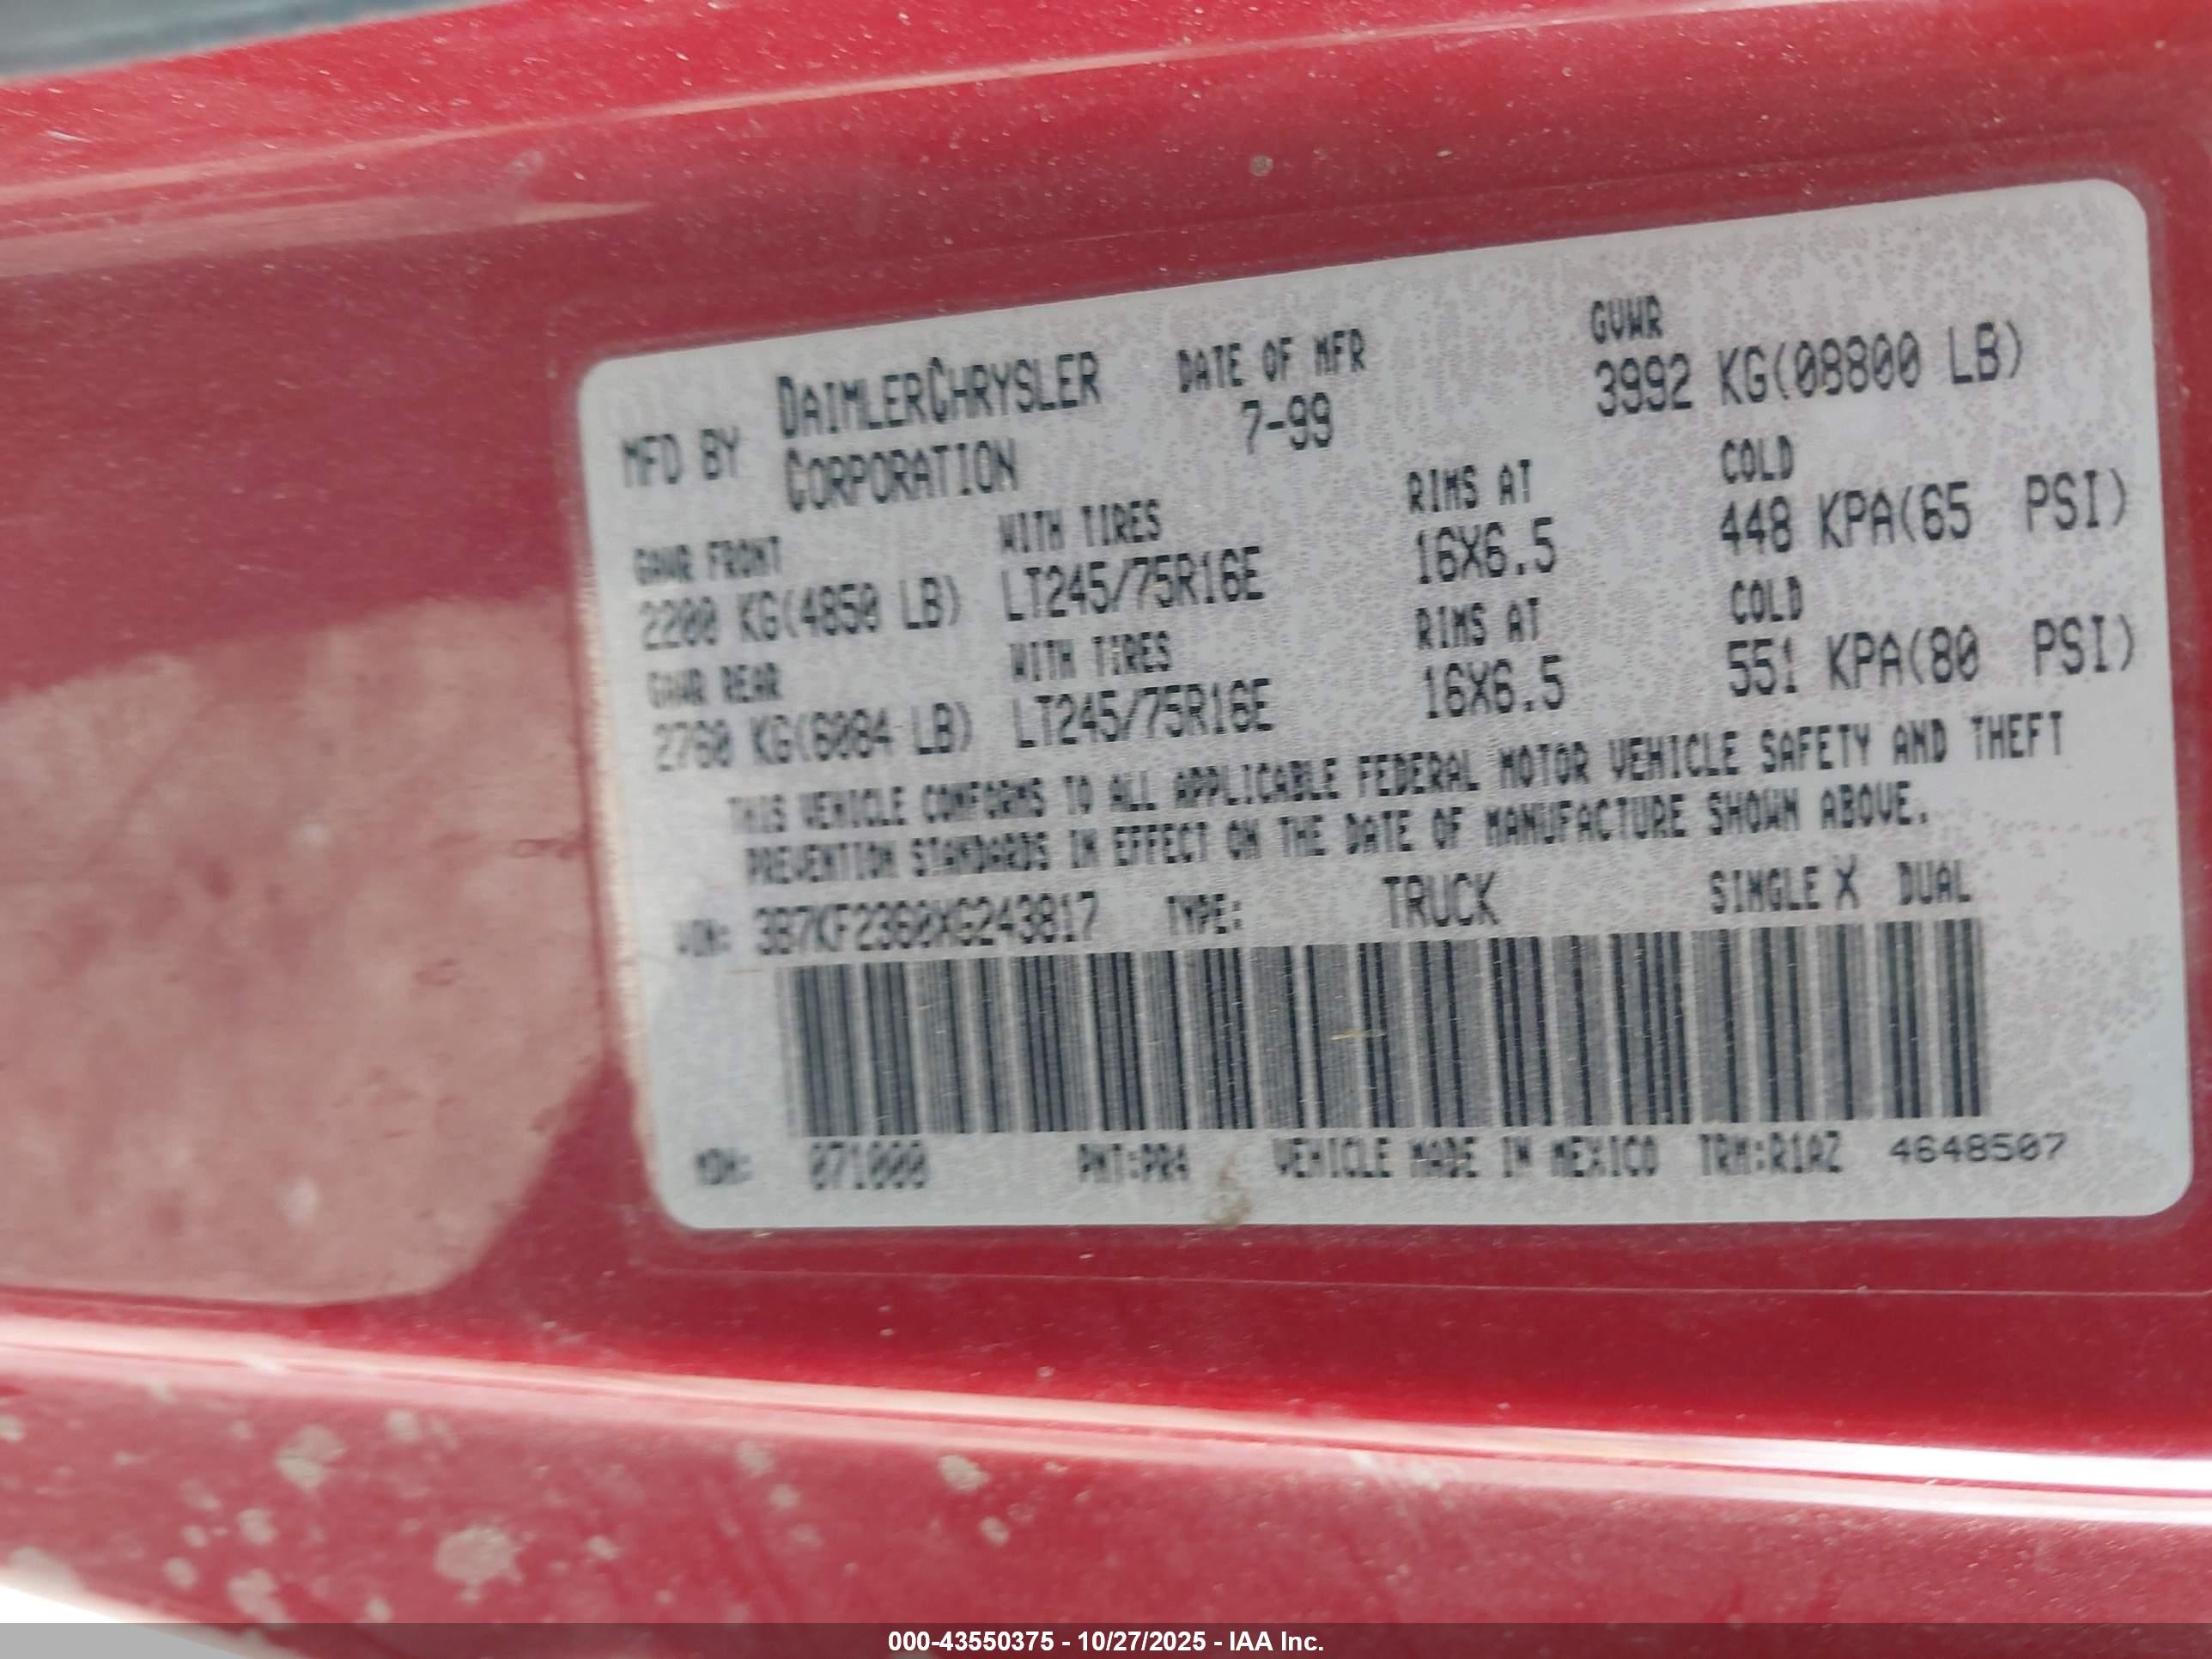 MFD BY DAIMLERCHRYSLER CORPORATION DATE OF MFR 7-99 GVWR 3992 KG(08800 LB)
GAWR FRONT WITH TIRES RIMS AT COLD
2200 KG(4850 LB) LT245/75R16E 16X6.5 448 KPA(65 PSI)
GAWR REAR WITH TIRES RIMS AT COLD
2760 KG(6084 LB) LT245/75R16E 16X6.5 551 KPA(80 PSI)
THIS VEHICLE CONFORMS TO ALL APPLICABLE FEDERAL MOTOR VEHICLE SAFETY AND THEFT
PREVENTION STANDARDS IN EFFECT ON THE DATE OF MANUFACTURE SHOWN ABOVE.
VIN: 3B7KF2360XG243817 TYPE: TRUCK SINGLE X DUAL
MDH: 071000 PNT:PR4 VEHICLE MADE IN MEXICO TRM:R1AZ 4648507
000-43550375 - 10/27/2025 - IAA Inc.